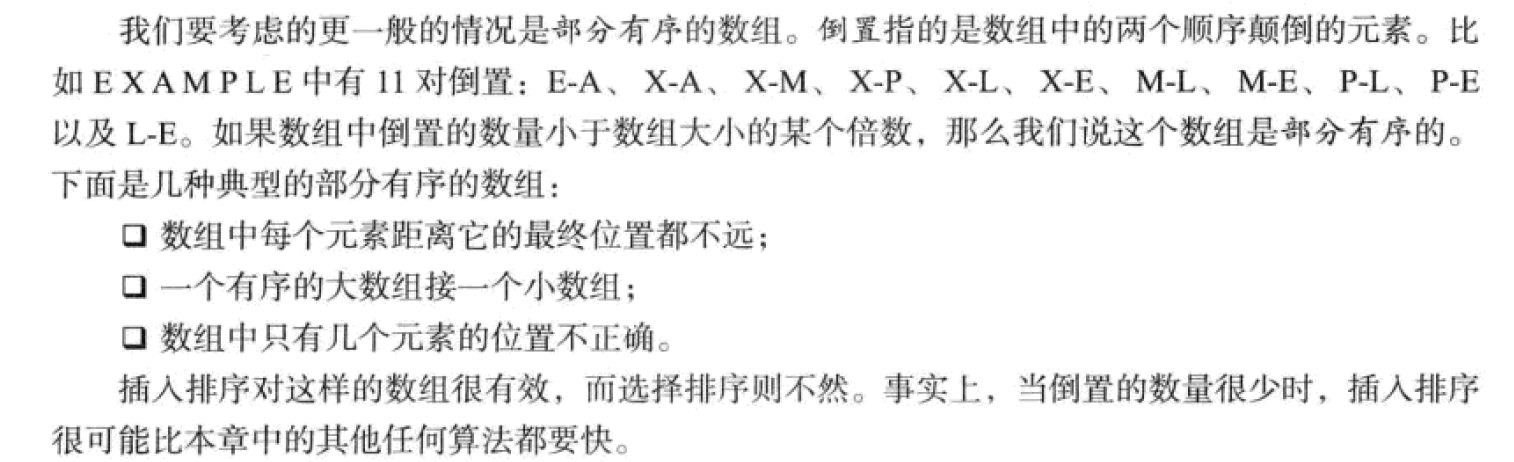 我们要考虑的更一般的情况是部分有序的数组。倒置指的是数组中的两个顺序颠倒的元素。比
如 E X A M P L E 中有 11 对倒置：E-A、X-A、X-M、X-P、X-L、X-E、M-L、M-E、P-L、P-E
以及 L-E。如果数组中倒置的数量小于数组大小的某个倍数，那么我们说这个数组是部分有序的。
下面是几种典型的部分有序的数组：
❏ 数组中每个元素距离它的最终位置都不远；
❏ 一个有序的大数组接一个小数组；
❏ 数组中只有几个元素的位置不正确。
插入排序对这样的数组很有效，而选择排序则不然。事实上，当倒置的数量很少时，插入排序
很可能比本章中的其他任何算法都要快。